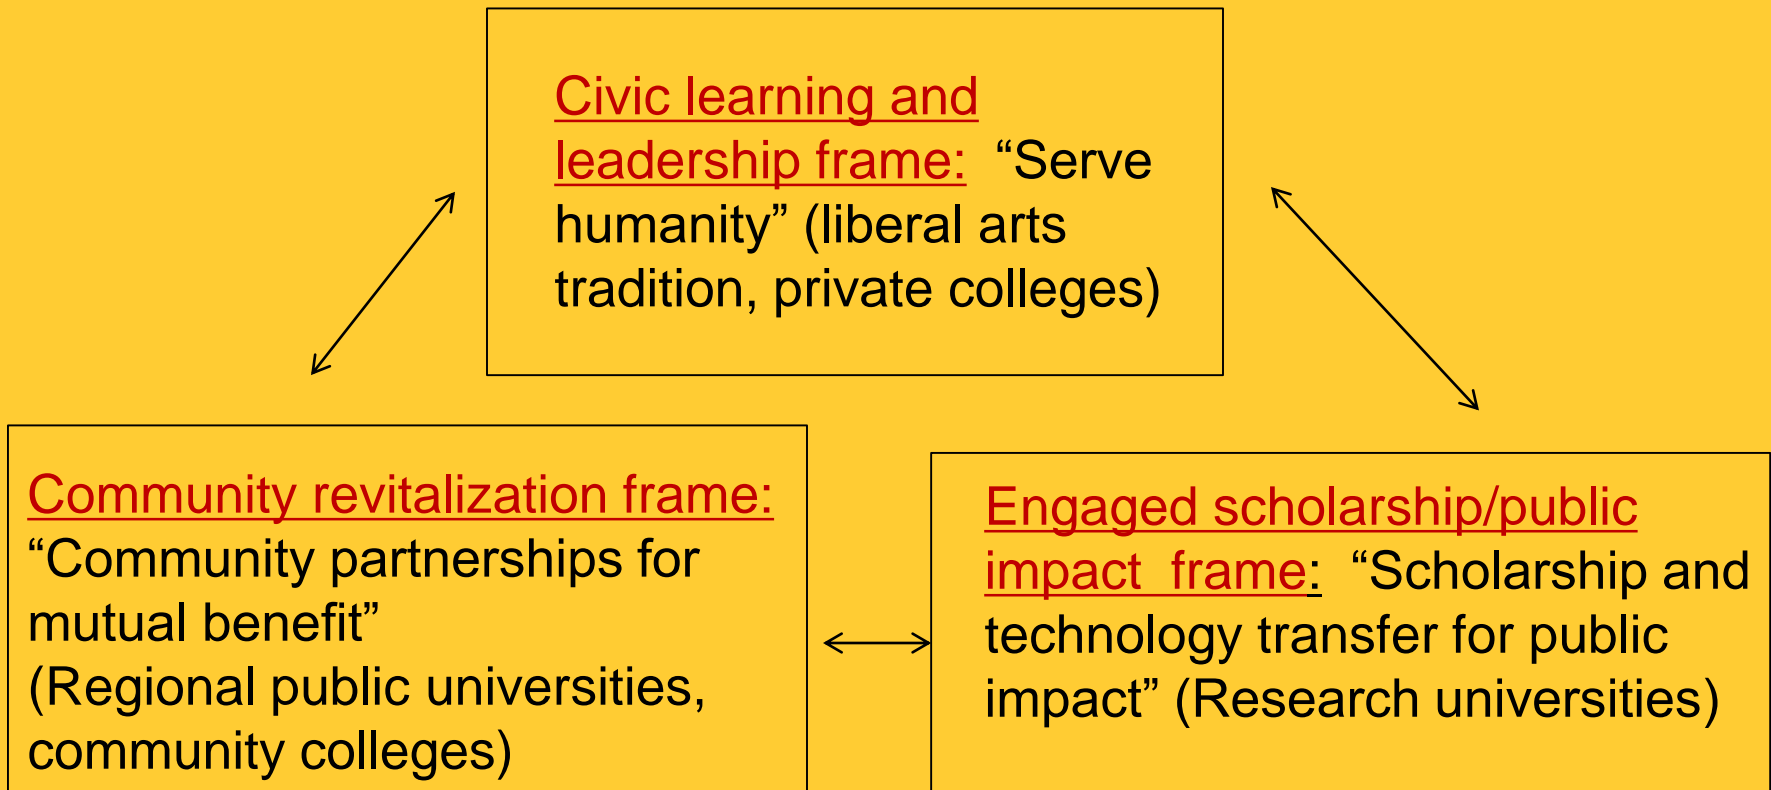 Civic learning and
leadership frame:  “Serve
humanity” (liberal arts
tradition, private colleges)
Community revitalization frame:
“Community partnerships for
mutual benefit”
(Regional public universities,
community colleges)
Engaged scholarship/public
impact  frame:  “Scholarship and
technology transfer for public
impact” (Research universities)